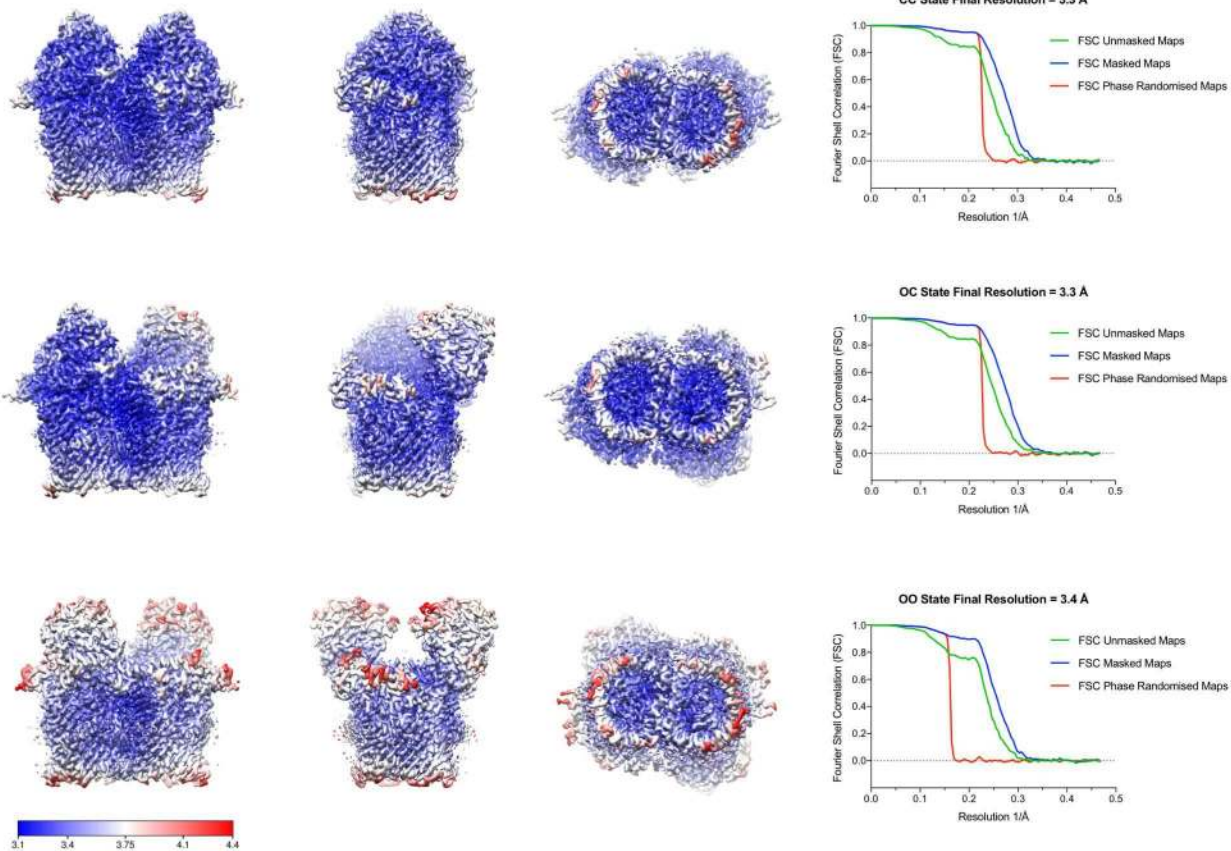 CC State Final Resolution = 3.3 Å
1.0
0.8
0.6
0.4
0.2
0.0
Fourier Shell Correlation (FSC)
FSC Unmasked Maps
FSC Masked Maps
FSC Phase Randomised Maps
0.0 0.1 0.2 0.3 0.4 0.5
Resolution 1/Å
OC State Final Resolution = 3.3 Å
1.0
0.8
0.6
0.4
0.2
0.0
Fourier Shell Correlation (FSC)
FSC Unmasked Maps
FSC Masked Maps
FSC Phase Randomised Maps
0.0 0.1 0.2 0.3 0.4 0.5
Resolution 1/Å
OO State Final Resolution = 3.4 Å
1.0
0.8
0.6
0.4
0.2
0.0
Fourier Shell Correlation (FSC)
FSC Unmasked Maps
FSC Masked Maps
FSC Phase Randomised Maps
0.0 0.1 0.2 0.3 0.4 0.5
Resolution 1/Å
3.1 3.4 3.75 4.1 4.4